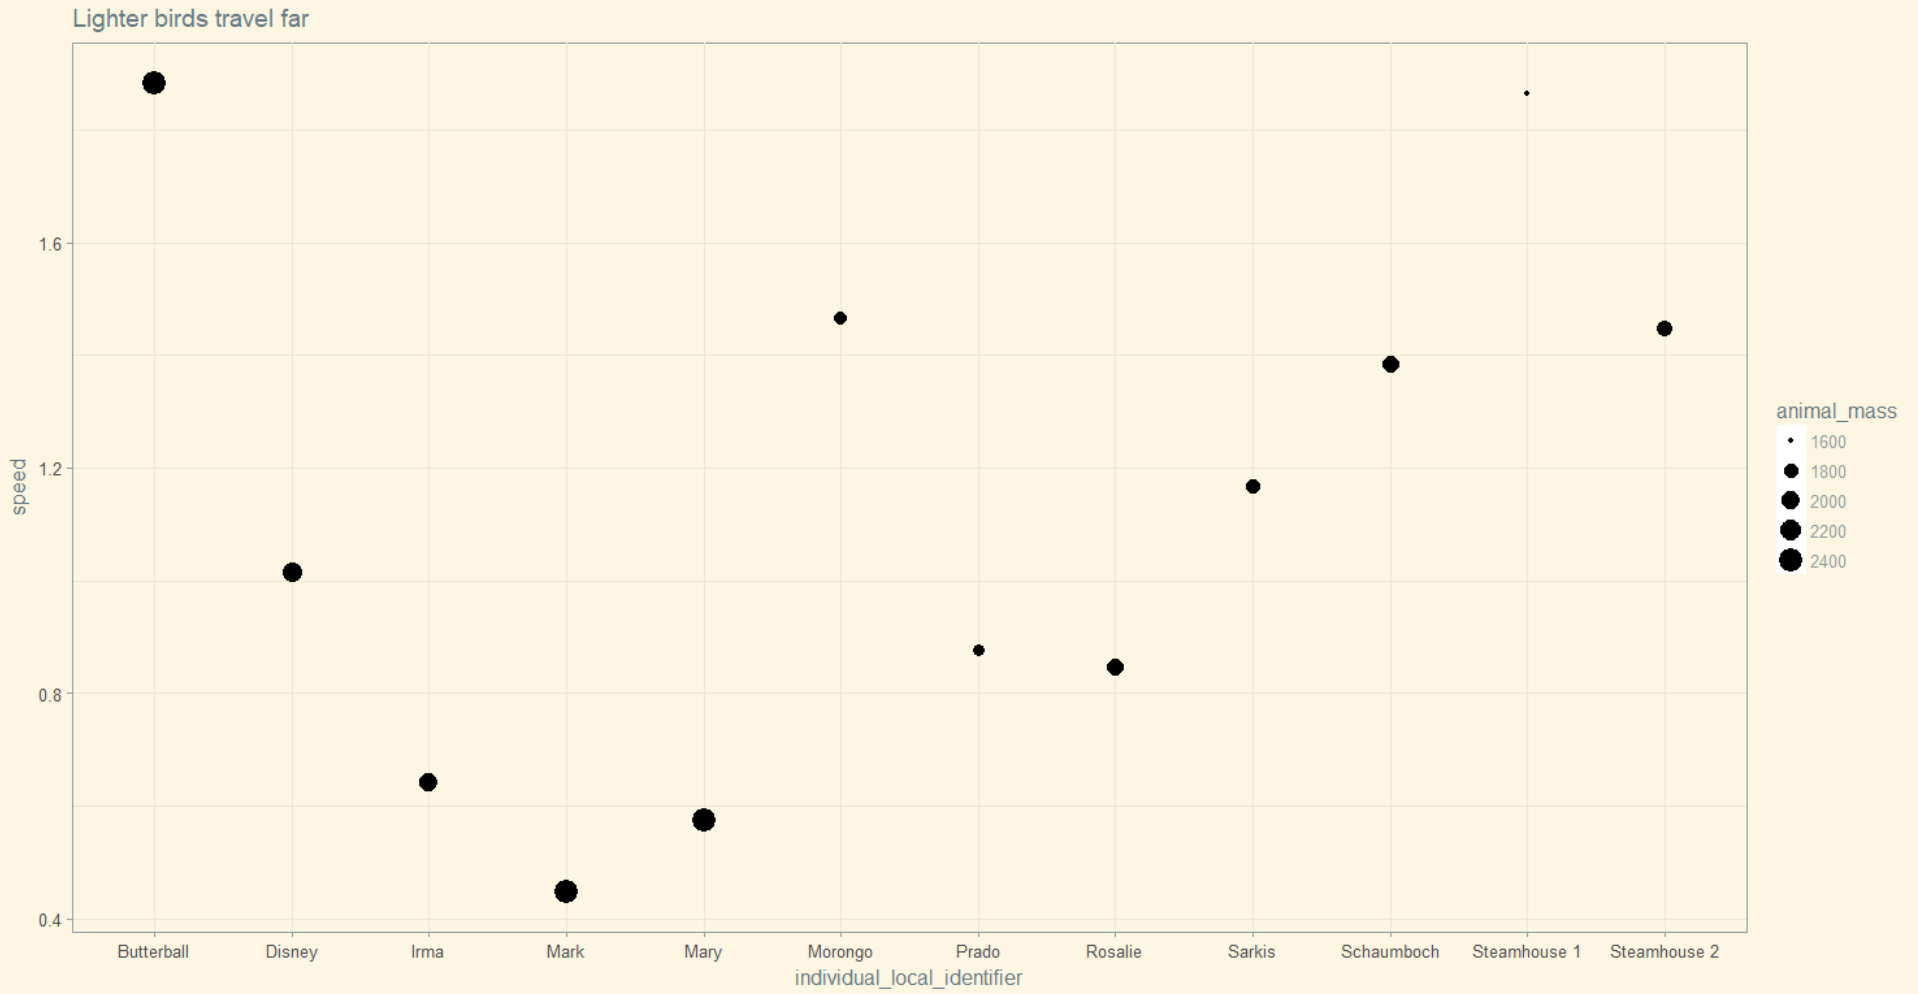 Lighter birds travel far
speed
1.6
1.2
0.8
0.4
Butterball Disney Irma Mark Mary Morongo Prado Rosalie Sarkis Schaumboch Steamhouse 1 Steamhouse 2
individual_local_identifier
animal_mass
1600
1800
2000
2200
2400